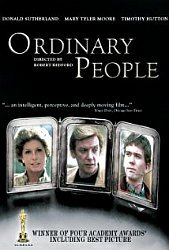 DONALD SUTHERLAND MARY TYLER MOORE TIMOTHY HUTTON
ORDINARY
DIRECTED BY
ROBERT REDFORD
PEOPLE
"... an intelligent, perceptive, and deeply moving film..."
WINNER OF FOUR ACADEMY AWARDS
INCLUDING BEST PICTURE